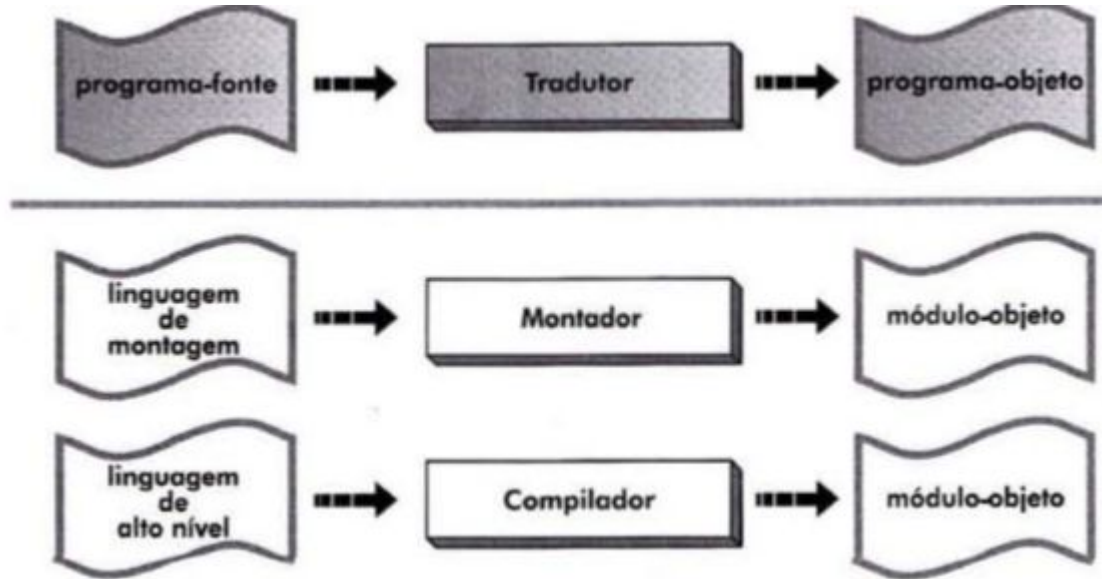 programa-fonte
Tradutor
programa-objeto
linguagem
de
montagem
Montador
módulo-objeto
linguagem
de
alto nível
Compilador
módulo-objeto